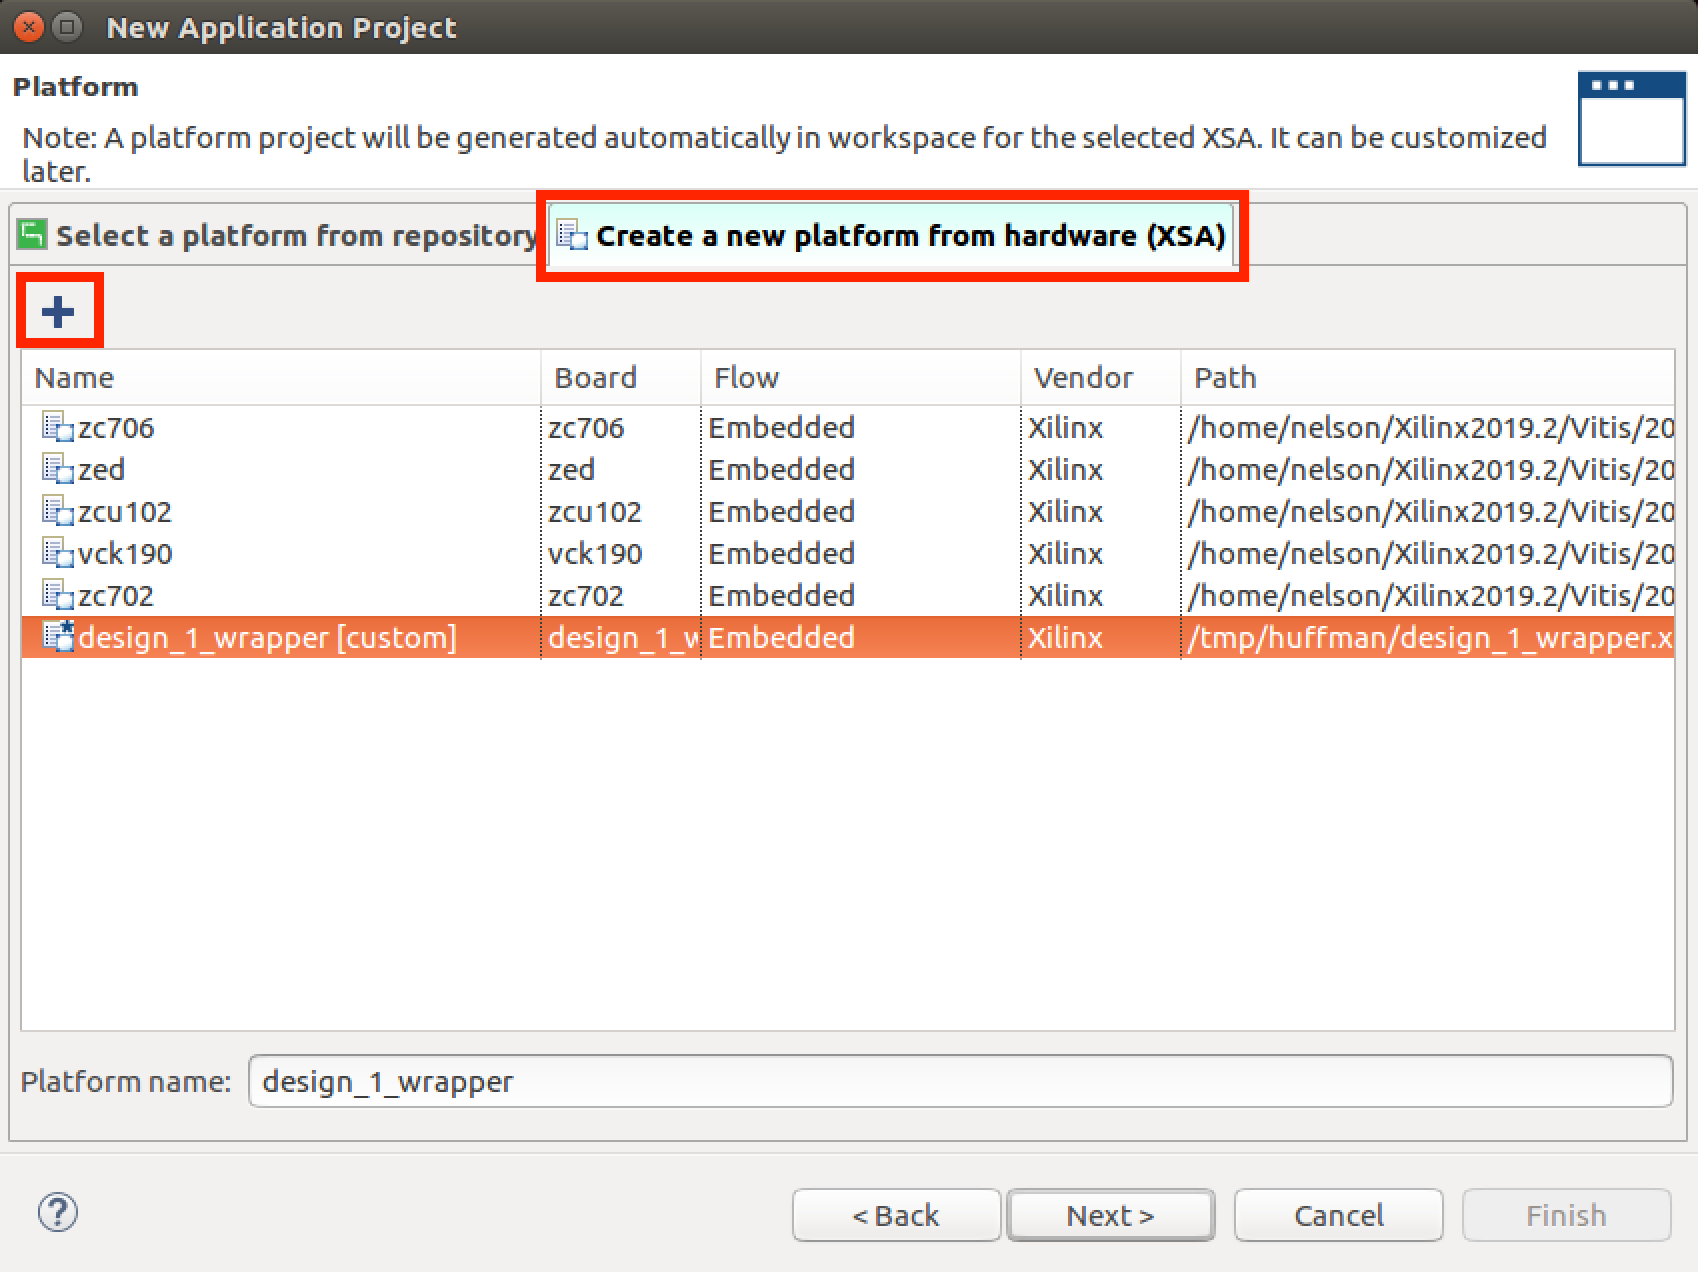 New Application Project
Platform
Note: A platform project will be generated automatically in workspace for the selected XSA. It can be customized
later.
Select a platform from repository Create a new platform from hardware (XSA)
Name Board Flow Vendor Path
zc706 zc706 Embedded Xilinx /home/nelson/Xilinx2019.2/Vitis/20
zed zed Embedded Xilinx /home/nelson/Xilinx2019.2/Vitis/20
zcu102 zcu102 Embedded Xilinx /home/nelson/Xilinx2019.2/Vitis/20
vck190 vck190 Embedded Xilinx /home/nelson/Xilinx2019.2/Vitis/20
zc702 zc702 Embedded Xilinx /home/nelson/Xilinx2019.2/Vitis/20
design_1_wrapper [custom] design_1_w Embedded Xilinx /tmp/huffman/design_1_wrapper.x
Platform name: design_1_wrapper
? < Back Next > Cancel Finish